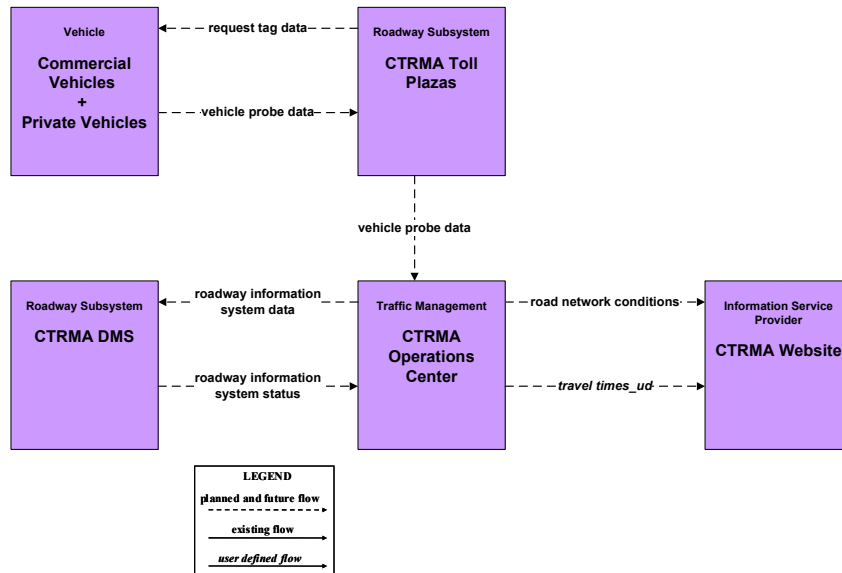 Vehicle
Commercial
Vehicles
+
Private Vehicles
request tag data
vehicle probe data
Roadway Subsystem
CTRMA Toll
Plazas
vehicle probe data
Roadway Subsystem
CTRMA DMS
roadway information
system data
roadway information
system status
Traffic Management
CTRMA
Operations
Center
road network conditions
travel times_ud
Information Service
Provider
CTRMA Website
LEGEND
planned and future flow
existing flow
user defined flow